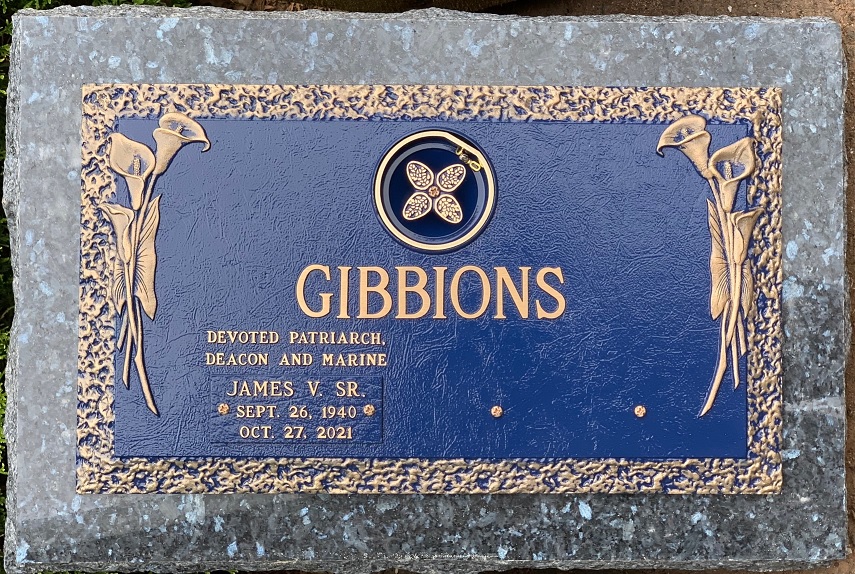 GIBBIONS
DEVOTED PATRIARCH,
DEACON AND MARINE
JAMES V. SR.
SEPT. 26, 1940
OCT. 27, 2021